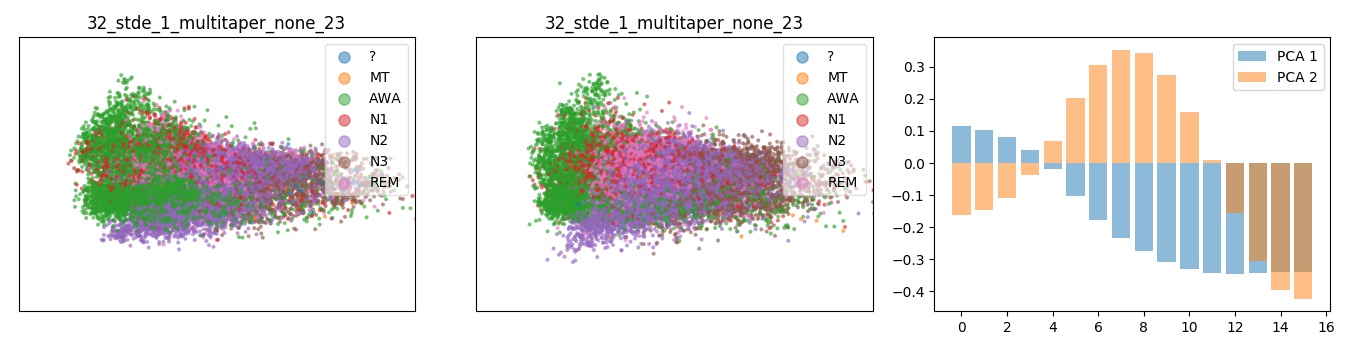 32_stde_1_multitaper_none_23
?
MT
AWA
N1
N2
N3
REM
32_stde_1_multitaper_none_23
?
MT
AWA
N1
N2
N3
REM
PCA 1
PCA 2
0.3
0.2
0.1
0.0
−0.1
−0.2
−0.3
−0.4
0 2 4 6 8 10 12 14 16